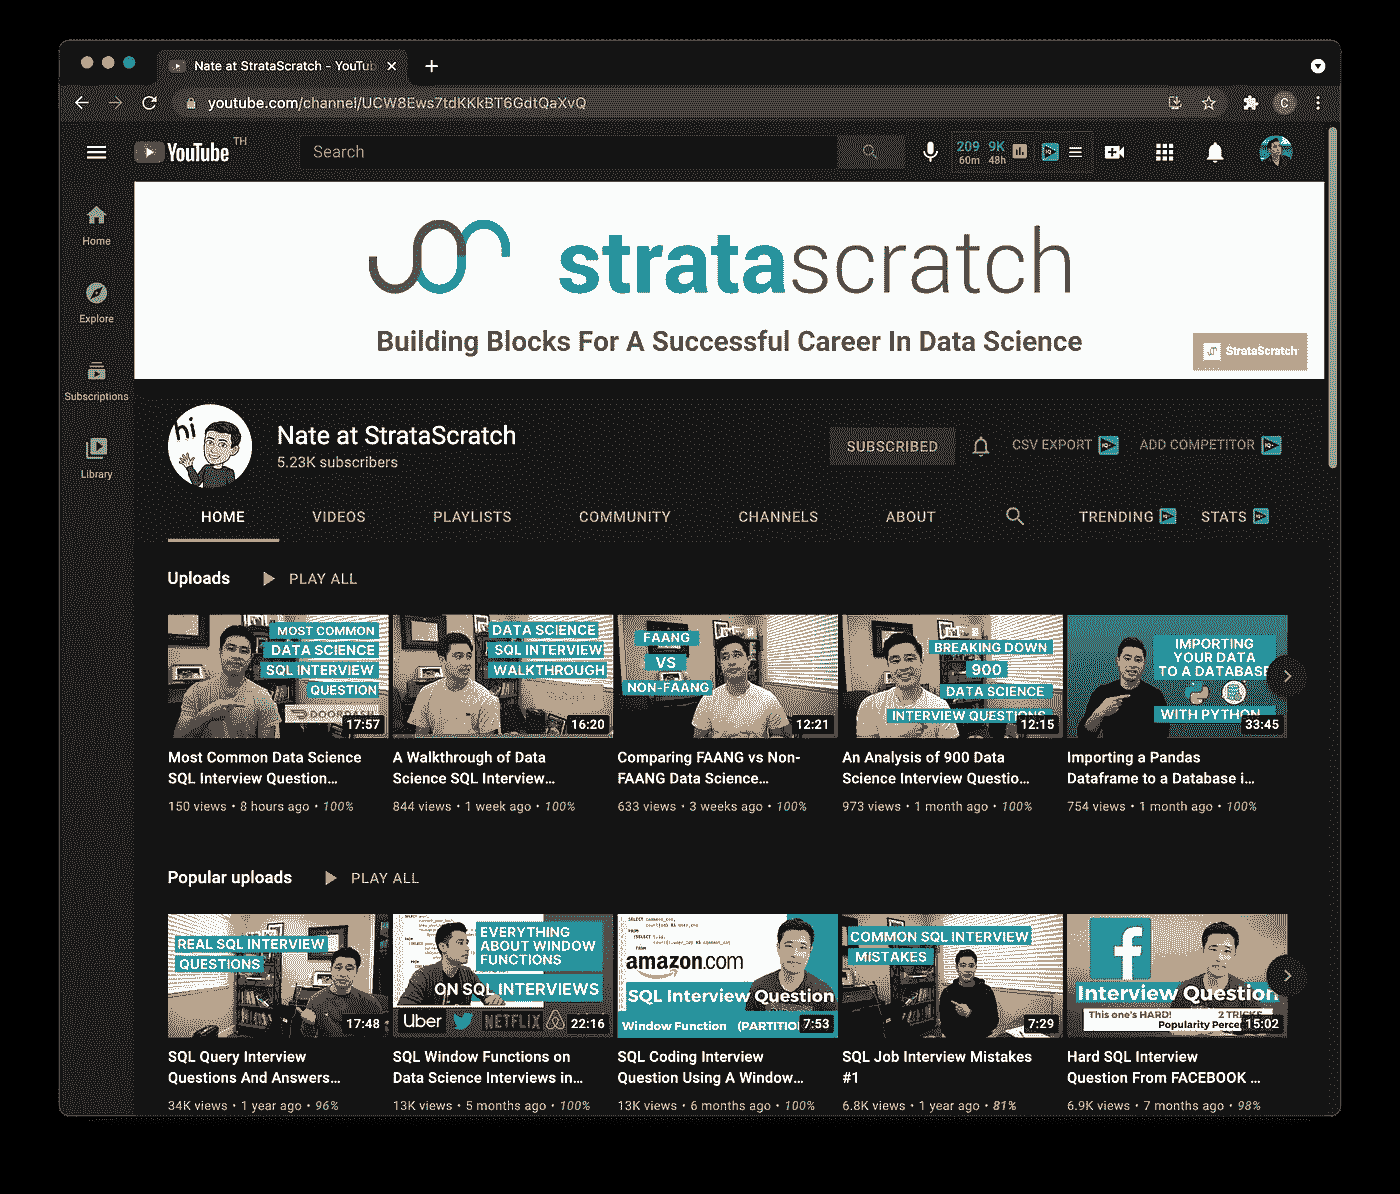 Nate at StrataScratch - YouTub
youtube.com/channel/UCW8Ews7tdKKkBT6GdtQaXvQ
C
YouTube TH
Search
209 9K
60m 48h
Home
Explore
Subscriptions
Library
stratascratch
Building Blocks For A Successful Career In Data Science
StrataScratch
hi
Nate at StrataScratch
5.23K subscribers
SUBSCRIBED
CSV EXPORT
ADD COMPETITOR
HOME VIDEOS PLAYLISTS COMMUNITY CHANNELS ABOUT TRENDING STATS
Uploads PLAY ALL
MOST COMMON
DATA SCIENCE
SQL INTERVIEW
QUESTION
DOORDASH
17:57
DATA SCIENCE
SQL INTERVIEW
WALKTHROUGH
16:20
FAANG
VS
NON-FAANG
12:21
BREAKING DOWN
900
DATA SCIENCE
INTERVIEW QUESTIONS
12:15
IMPORTING
YOUR DATA
TO A DATABASE
WITH PYTHON
33:45
Most Common Data Science
SQL Interview Question...
150 views • 8 hours ago • 100%
A Walkthrough of Data
Science SQL Interview...
844 views • 1 week ago • 100%
Comparing FAANG vs Non-
FAANG Data Science...
633 views • 3 weeks ago • 100%
An Analysis of 900 Data
Science Interview Questio...
973 views • 1 month ago • 100%
Importing a Pandas
Dataframe to a Database i...
754 views • 1 month ago • 100%
Popular uploads PLAY ALL
REAL SQL INTERVIEW
QUESTIONS
17:48
EVERYTHING
ABOUT WINDOW
FUNCTIONS
ON SQL INTERVIEWS
Uber NETFLIX
22:16
amazon.com
SQL Interview Question
Window Function (PARTITIO
7:53
COMMON SQL INTERVIEW
MISTAKES
7:29
f
Interview Question
This one's HARD! 2 TRICKS
Popularity Percen
15:02
SQL Query Interview
Questions And Answers...
34K views • 1 year ago • 96%
SQL Window Functions on
Data Science Interviews in...
13K views • 5 months ago • 100%
SQL Coding Interview
Question Using A Window...
13K views • 6 months ago • 100%
SQL Job Interview Mistakes
#1
6.8K views • 1 year ago • 81%
Hard SQL Interview
Question From FACEBOOK ...
6.9K views • 7 months ago • 98%